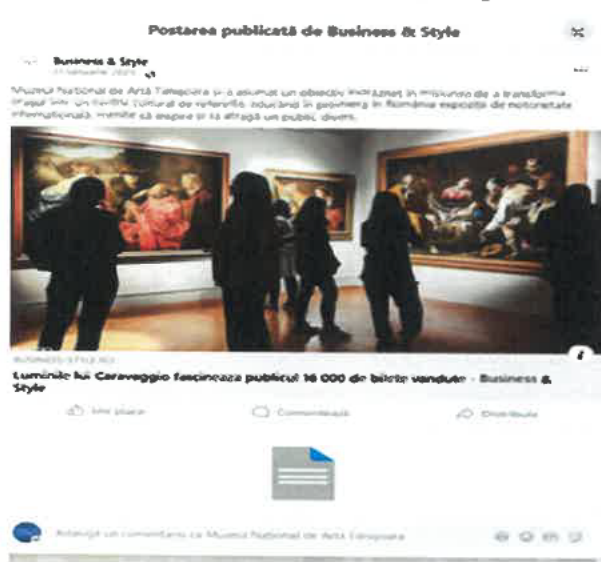 Postarea publicată de Business & Style
Business & Style
Muzeul Național de Artă Timișoara și-a asumat un obiectiv îndrăzneț în misiunea de a transforma
orașul într-un centru cultural de referință, aducând în premieră în România expoziții de notorietate
internațională, menite să inspire și să atragă un public divers.
BUSINESS-STYLE.RO
Luminile lui Caravaggio fascineaza publicul 16 000 de bilete vandute - Business &
Style
Îmi place
Comentează
Distribuie
Adaugă un comentariu ca Muzeul Național de Artă Timișoara